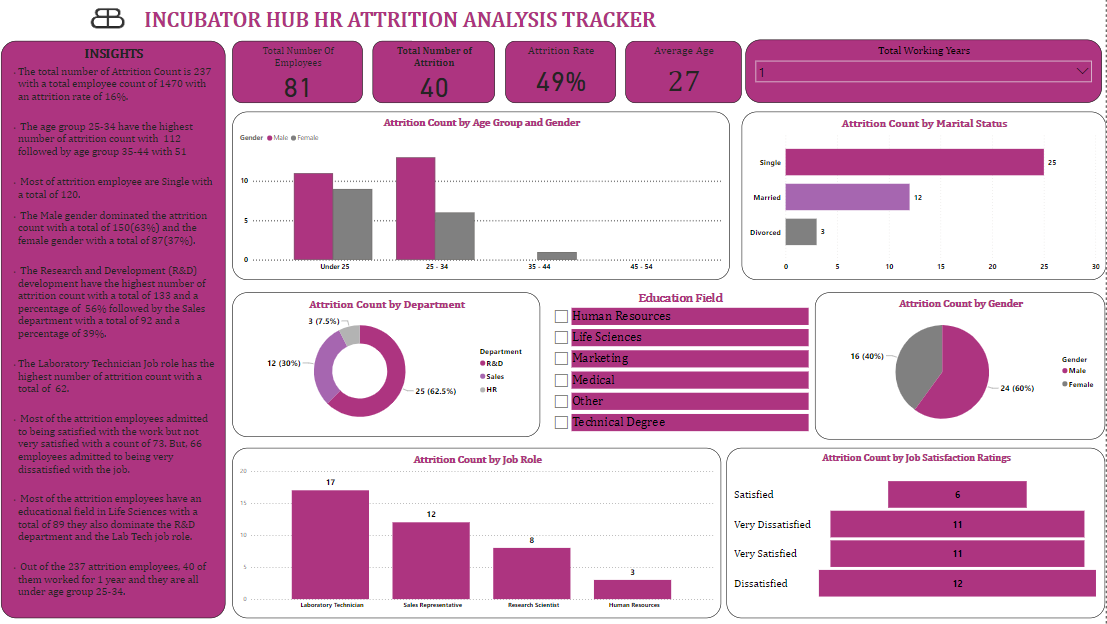 INCUBATOR HUB HR ATTRITION ANALYSIS TRACKER
INSIGHTS
· The total number of Attrition Count is 237
with a total employee count of 1470 with
an attrition rate of 16%.
· The age group 25-34 have the highest
number of attrition count with 112
followed by age group 35-44 with 51
· Most of attrition employee are Single with
a total of 120.
· The Male gender dominated the attrition
count with a total of 150(63%) and the
female gender with a total of 87(37%).
· The Research and Development (R&D)
development have the highest number of
attrition count with a total of 133 and a
percentage of 56% followed by the Sales
department with a total of 92 and a
percentage of 39%.
· The Laboratory Technician Job role has the
highest number of attrition count with a
total of 62.
· Most of the attrition employees admitted
to being satisfied with the work but not
very satisfied with a count of 73. But, 66
employees admitted to being very
dissatisfied with the job.
· Most of the attrition employees have an
educational field in Life Sciences with a
total of 89 they also dominate the R&D
department and the Lab Tech job role.
· Out of the 237 attrition employees, 40 of
them worked for 1 year and they are all
under age group 25-34.
Total Number Of
Employees
81
Total Number of
Attrition
40
Attrition Rate
49%
Average Age
27
Total Working Years
1
Attrition Count by Age Group and Gender
Gender Male Female
10
5
0
Under 25 25 - 34 35 - 44 45 - 54
Attrition Count by Marital Status
Single 25
Married 12
Divorced 3
0 5 10 15 20 25 30
Attrition Count by Department
3 (7.5%)
12 (30%)
25 (62.5%)
Department
R&D
Sales
HR
Education Field
Human Resources
Life Sciences
Marketing
Medical
Other
Technical Degree
Attrition Count by Gender
16 (40%)
24 (60%)
Gender
Male
Female
Attrition Count by Job Role
20
15
10
5
0
17
12
8
3
Laboratory Technician Sales Representative Research Scientist Human Resources
Attrition Count by Job Satisfaction Ratings
Satisfied 6
Very Dissatisfied 11
Very Satisfied 11
Dissatisfied 12